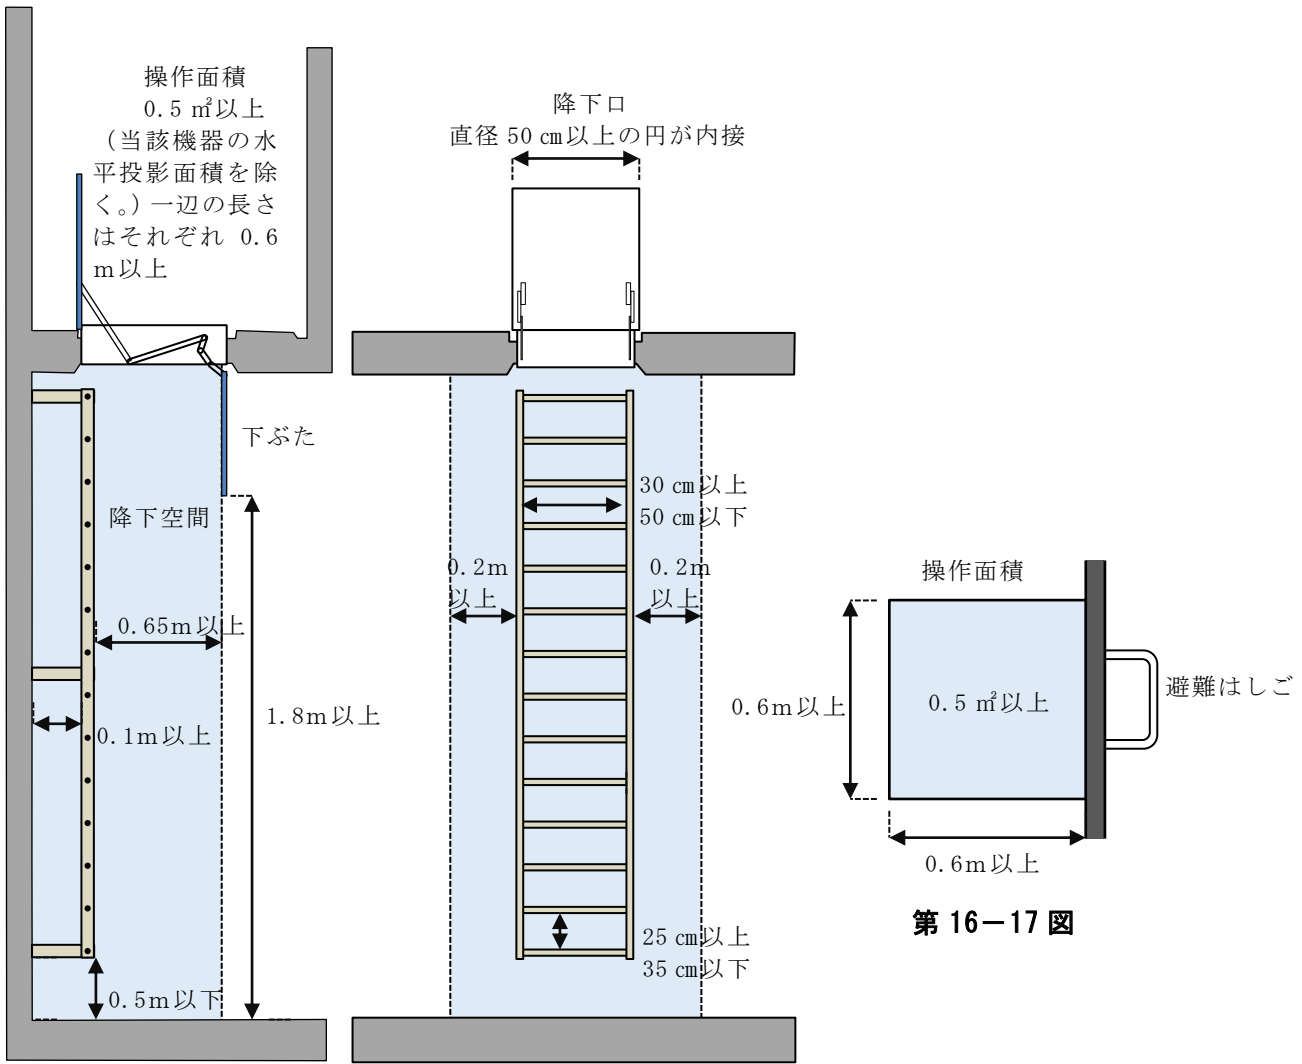 操作面積
0.5 ㎡以上
（当該機器の水
平投影面積を除
く。）一辺の長さ
はそれぞれ 0.6
ｍ以上
下ぶた
降下空間
0.65ｍ以上
1.8ｍ以上
0.1ｍ以上
0.5ｍ以下
降下口
直径 50 ㎝以上の円が内接
30 ㎝以上
50 ㎝以下
0.2ｍ
以上
0.2ｍ
以上
25 ㎝以上
35 ㎝以下
操作面積
0.6ｍ以上
0.5 ㎡以上
避難はしご
0.6ｍ以上
第 16－17 図